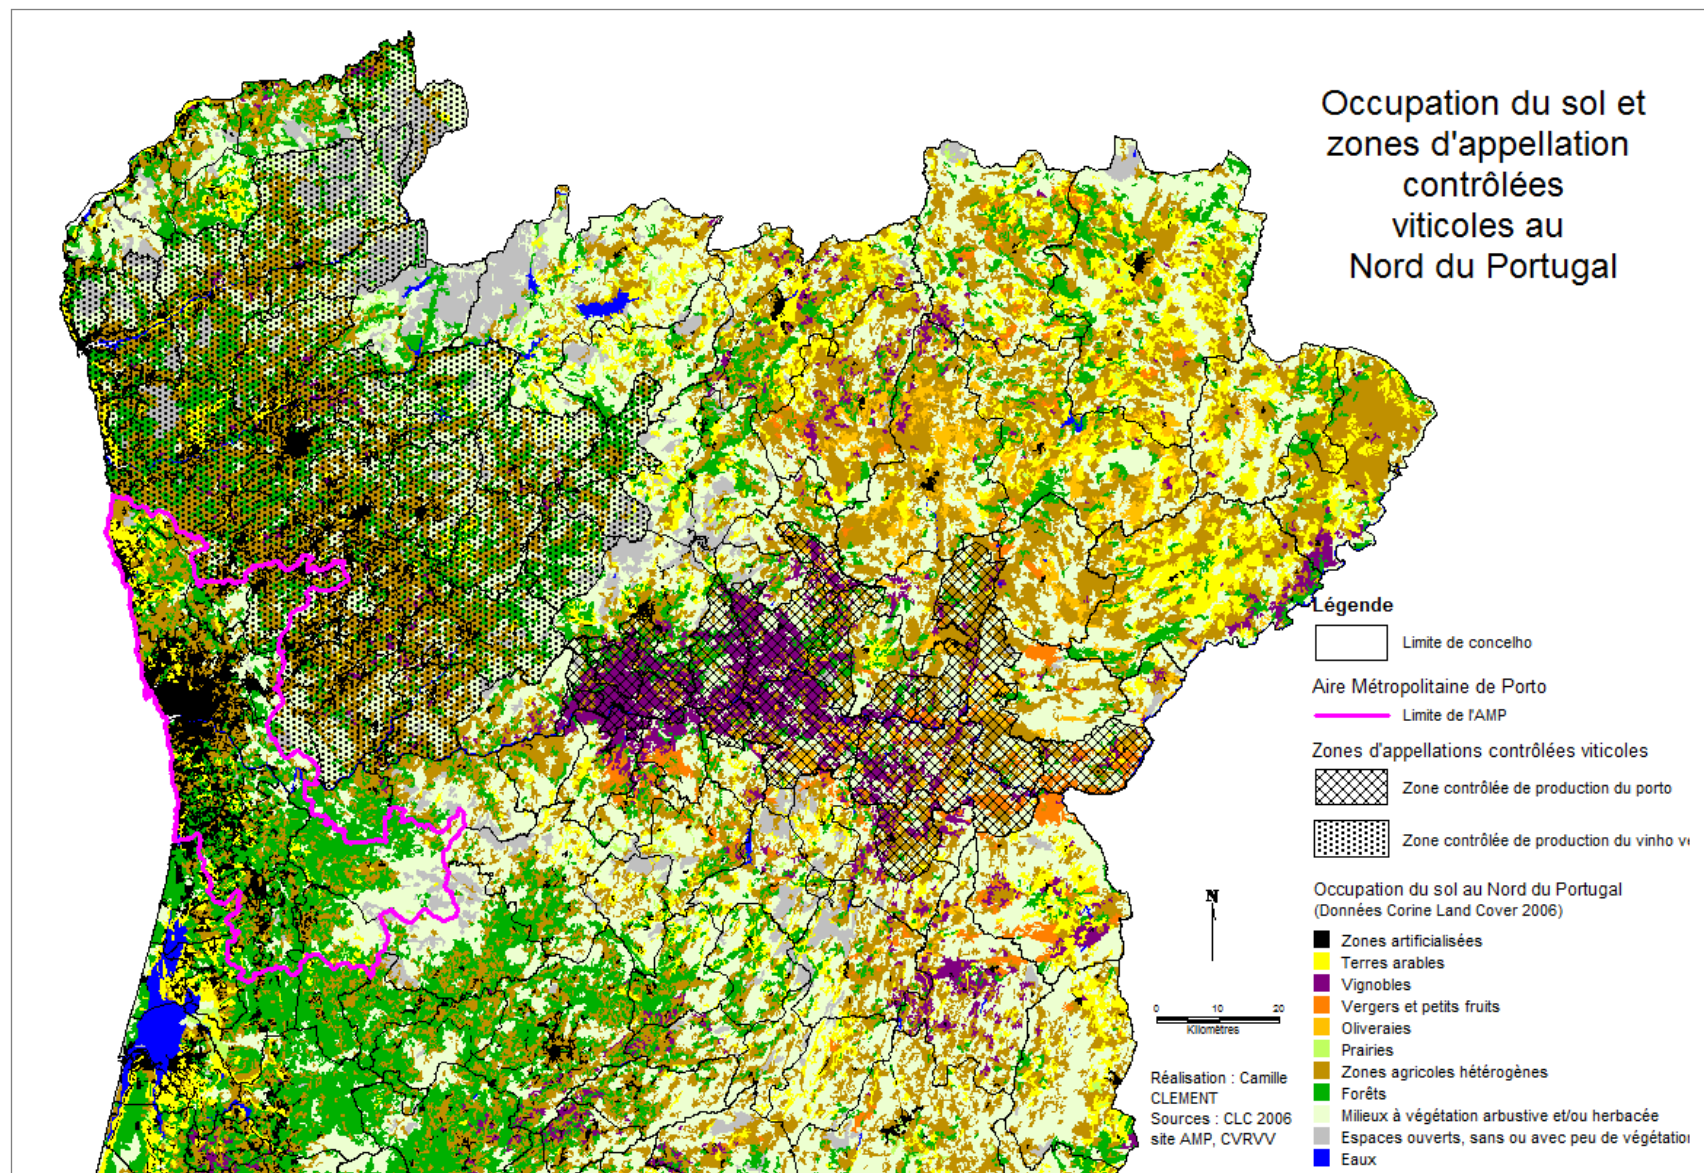 Occupation du sol et
zones d'appellation
contrôlées
viticoles au
Nord du Portugal
Légende
Limite de concelho
Aire Métropolitaine de Porto
Limite de l'AMP
Zones d'appellations contrôlées viticoles
Zone contrôlée de production du porto
Zone contrôlée de production du vinho
Occupation du sol au Nord du Portugal
(Données Corine Land Cover 2006)
Zones artificialisées
Terres arables
Vignobles
Vergers et petits fruits
Oliveraies
Prairies
Zones agricoles hétérogènes
Forêts
Milieux à végétation arbustive et/ou herbacée
Espaces ouverts, sans ou avec peu de végétation
Eaux
N
0 10 20
Kilomètres
Réalisation : Camille
CLEMENT
Sources : CLC 2006
site AMP, CVRVV